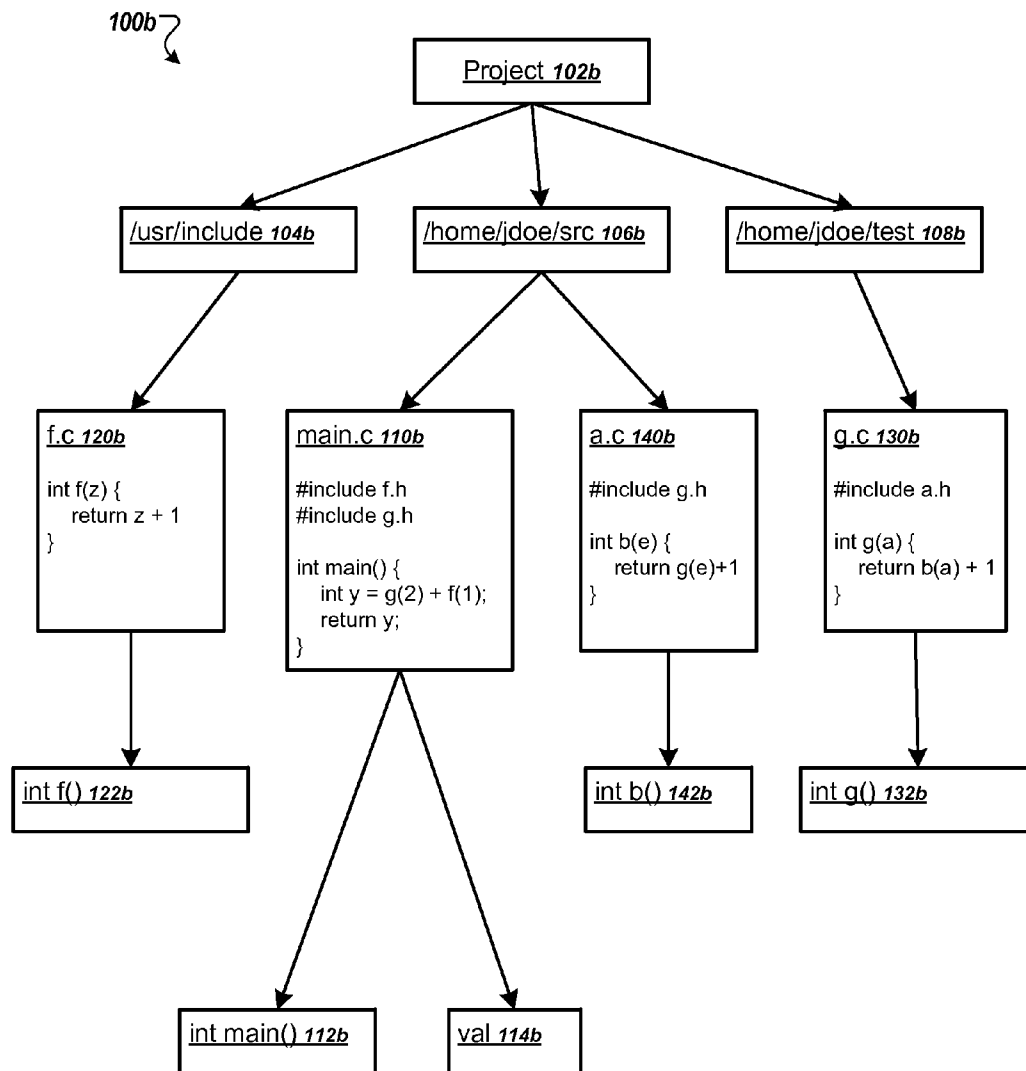 100b
Project 102b
/usr/include 104b
/home/jdoe/src 106b
/home/jdoe/test 108b
f.c 120b
int f(z) {
return z + 1
}
main.c 110b
#include f.h
#include g.h
int main() {
int y = g(2) + f(1);
return y;
}
a.c 140b
#include g.h
int b(e) {
return g(e)+1
}
g.c 130b
#include a.h
int g(a) {
return b(a) + 1
}
int f() 122b
int b() 142b
int g() 132b
int main() 112b
val 114b